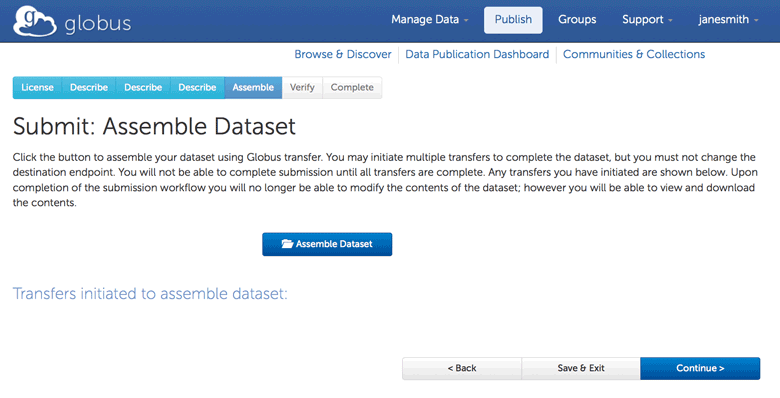 globus
Manage Data Publish Groups Support janesmith
Browse & Discover Data Publication Dashboard Communities & Collections
License Describe Describe Describe Assemble Verify Complete
Submit: Assemble Dataset
Click the button to assemble your dataset using Globus transfer. You may initiate multiple transfers to complete the dataset, but you must not change the
destination endpoint. You will not be able to complete submission until all transfers are complete. Any transfers you have initiated are shown below. Upon
completion of the submission workflow you will no longer be able to modify the contents of the dataset; however you will be able to view and download
the contents.
Assemble Dataset
Transfers initiated to assemble dataset:
< Back Save & Exit Continue >